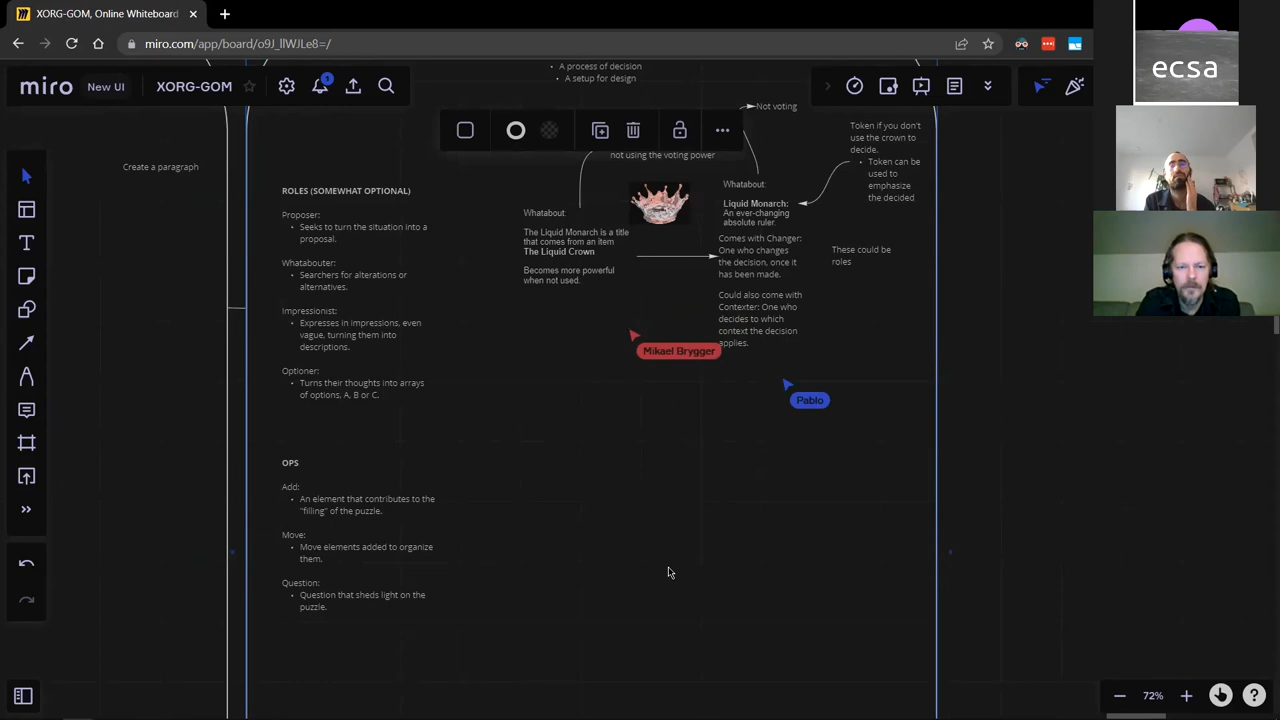 XORG-GOM, Online Whiteboard
miro.com/app/board/o9J_llWJLe8=/
miro
New UI
XORG-GOM
1
ecsa
A process of decision
A setup for design
Not voting
not using the voting power
Token if you don't
use the crown to
decide.
Token can be
used to
emphasize
the decided
Create a paragraph
ROLES (SOMEWHAT OPTIONAL)
Proposer:
Seeks to turn the situation into a
proposal.
Whatabouter:
Searchers for alterations or
alternatives.
Impressionist:
Expresses in impressions, even
vague, turning them into
descriptions.
Optioner:
Turns their thoughts into arrays
of options, A, B or C.
Whatabout:
The Liquid Monarch is a title
that comes from an item
The Liquid Crown
Becomes more powerful
when not used.
Whatabout:
Liquid Monarch:
An ever-changing
absolute ruler.
Comes with Changer:
One who changes
the decision, once it
has been made.
Could also come with
Contexter: One who
decides to which
context the decision
applies.
These could be
roles
Mikael Brygger
Pablo
OPS
Add:
An element that contributes to the
"filling" of the puzzle.
Move:
Move elements added to organize
them.
Question:
Question that sheds light on the
puzzle.
72%